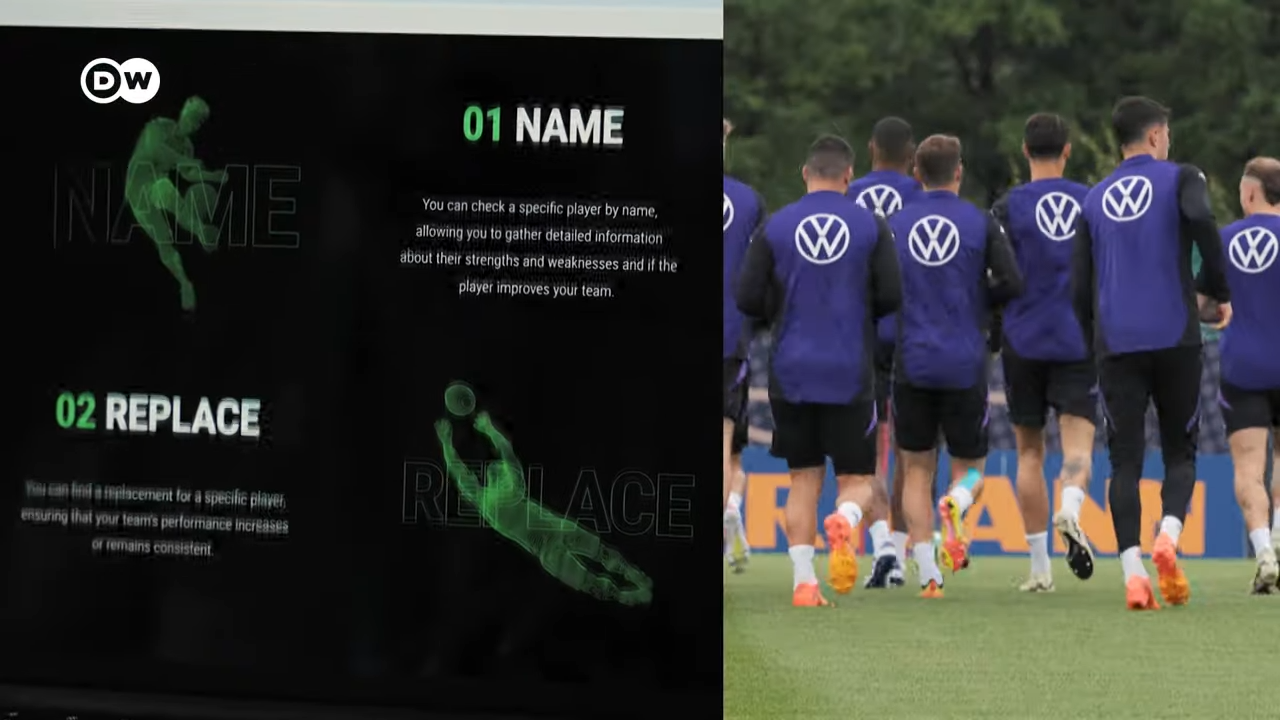 DW
NAME
01 NAME
You can check a specific player by name,
allowing you to gather detailed information
about their strengths and weaknesses and if the
player improves your team.
02 REPLACE
You can find a replacement for a specific player,
ensuring that your team's performance increases
or remains consistent.
REPLACE